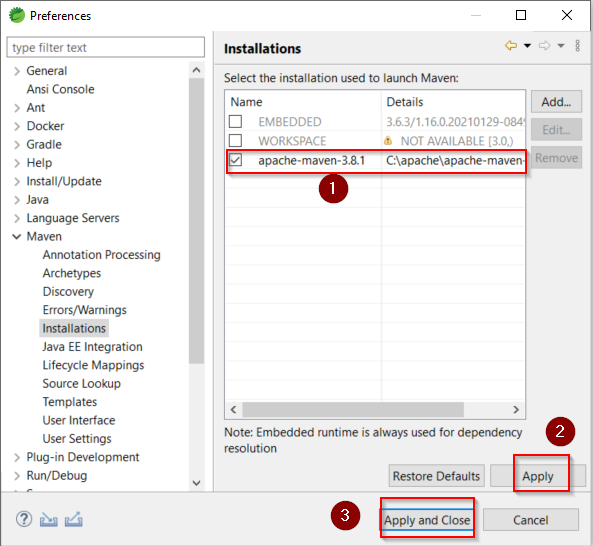 Preferences
type filter text
General
Ansi Console
Ant
Docker
Gradle
Help
Install/Update
Java
Language Servers
Maven
Annotation Processing
Archetypes
Discovery
Errors/Warnings
Installations
Java EE Integration
Lifecycle Mappings
Source Lookup
Templates
User Interface
User Settings
Plug-in Development
Run/Debug
Installations
Select the installation used to launch Maven:
Name Details
EMBEDDED 3.6.3/1.16.0.20210129-0849
WORKSPACE NOT AVAILABLE [3.0,)
apache-maven-3.8.1 C:\apache\apache-maven-
1
Add...
Edit...
Remove
Note: Embedded runtime is always used for dependency
resolution
2
Restore Defaults Apply
3
Apply and Close Cancel